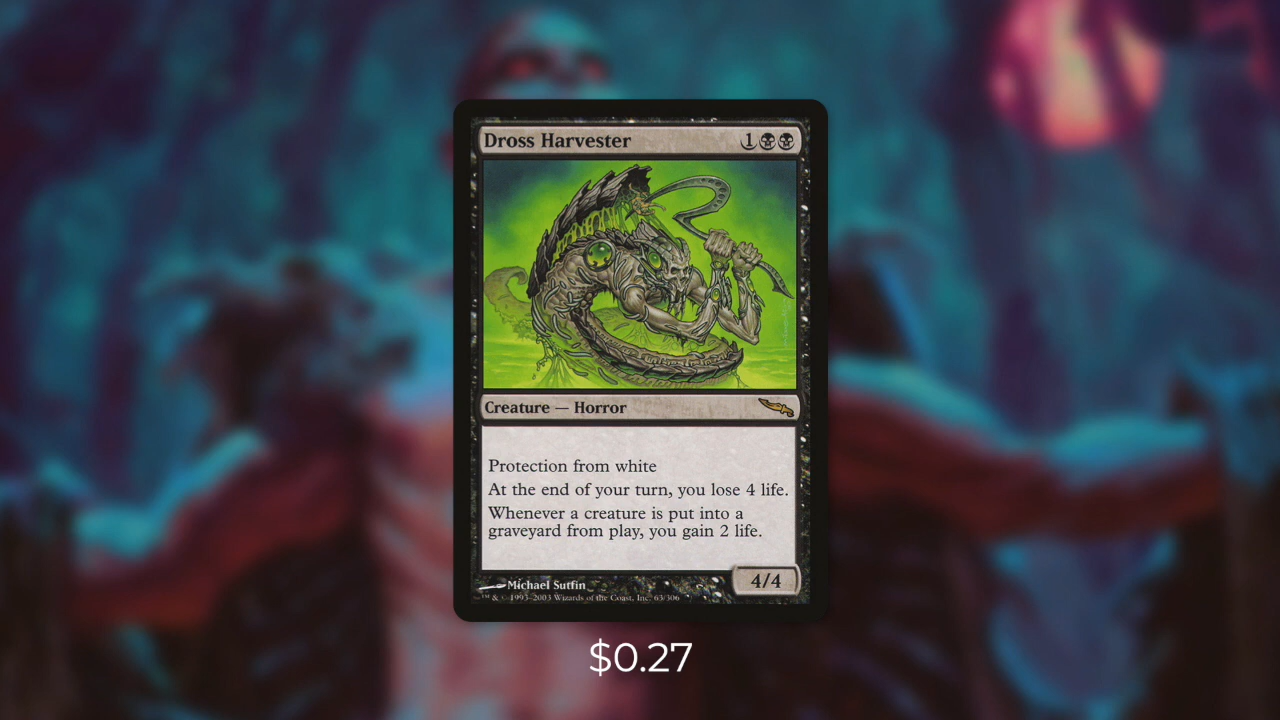 Dross Harvester 1
Creature — Horror
Protection from white
At the end of your turn, you lose 4 life.
Whenever a creature is put into a
graveyard from play, you gain 2 life.
4/4
Michael Sutfin
™ & © 1993–2003 Wizards of the Coast, Inc. 63/306
$0.27